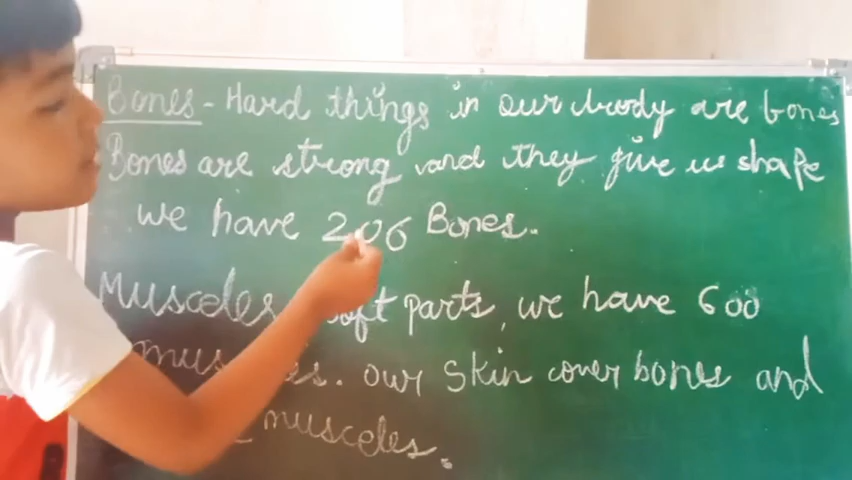 Bones - Hard things in our body are bones
Bones are strong and they give us shape
we have 206 Bones.
Musceles soft parts, we have 600
musceles. our skin cover bones and
musceles.